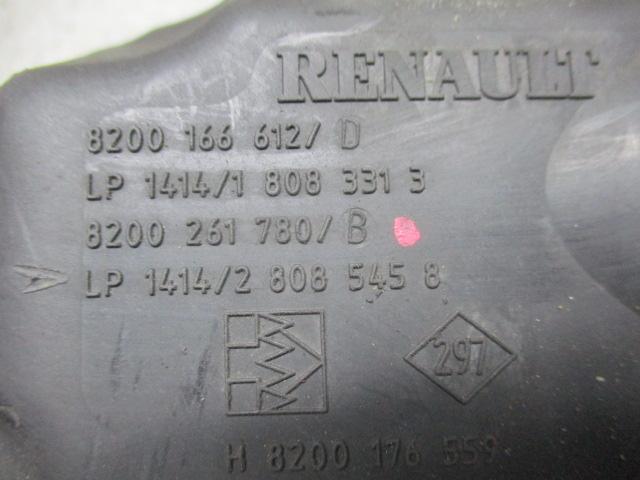 RENAULT
8200 166 612/ D
LP 1414/1 808 331 3
8200 261 780/ B
LP 1414/2 808 545 8
297
H 8200 176 559